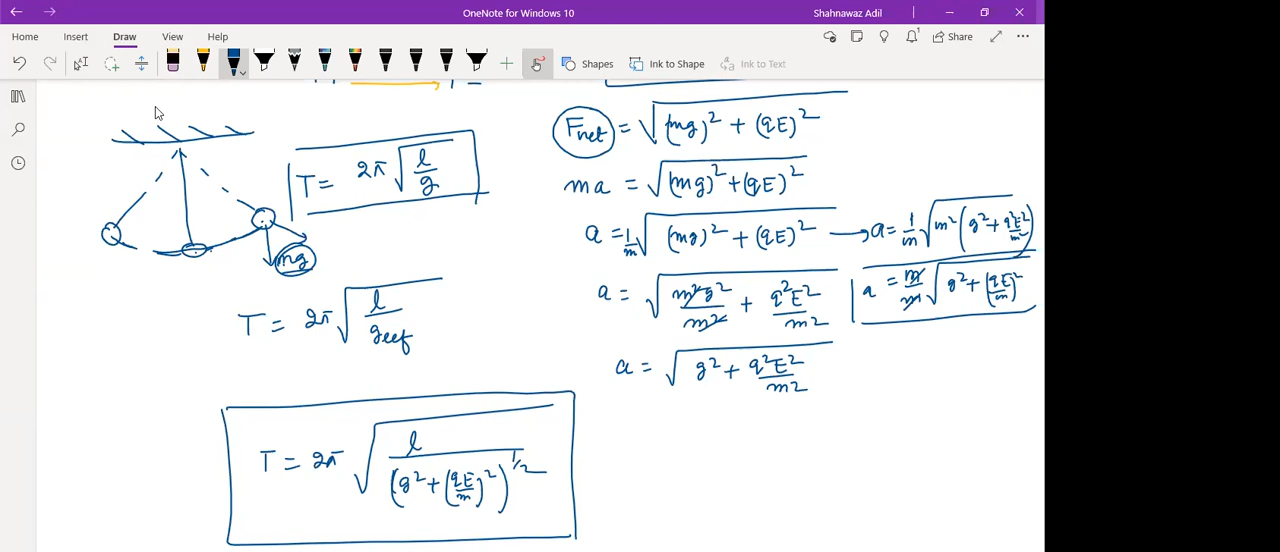 OneNote for Windows 10
Shahnawaz Adil
Home Insert Draw View Help
Share
Shapes
Ink to Shape
Ink to Text
T = 2π √(l/g)
mg
T = 2π √(l/geef)
T = 2π √(l/(g² + (qE/m)²)^1/2)
Fnet = √((mg)² + (qE)²)
ma = √((mg)² + (qE)²)
a = 1/m √((mg)² + (qE)²) → a = 1/m √(m² (g² + q²E²/m²))
a = √(m²g²/m² + q²E²/m²)
a = m/m √(g² + (qE/m)²)
a = √(g² + q²E²/m²)